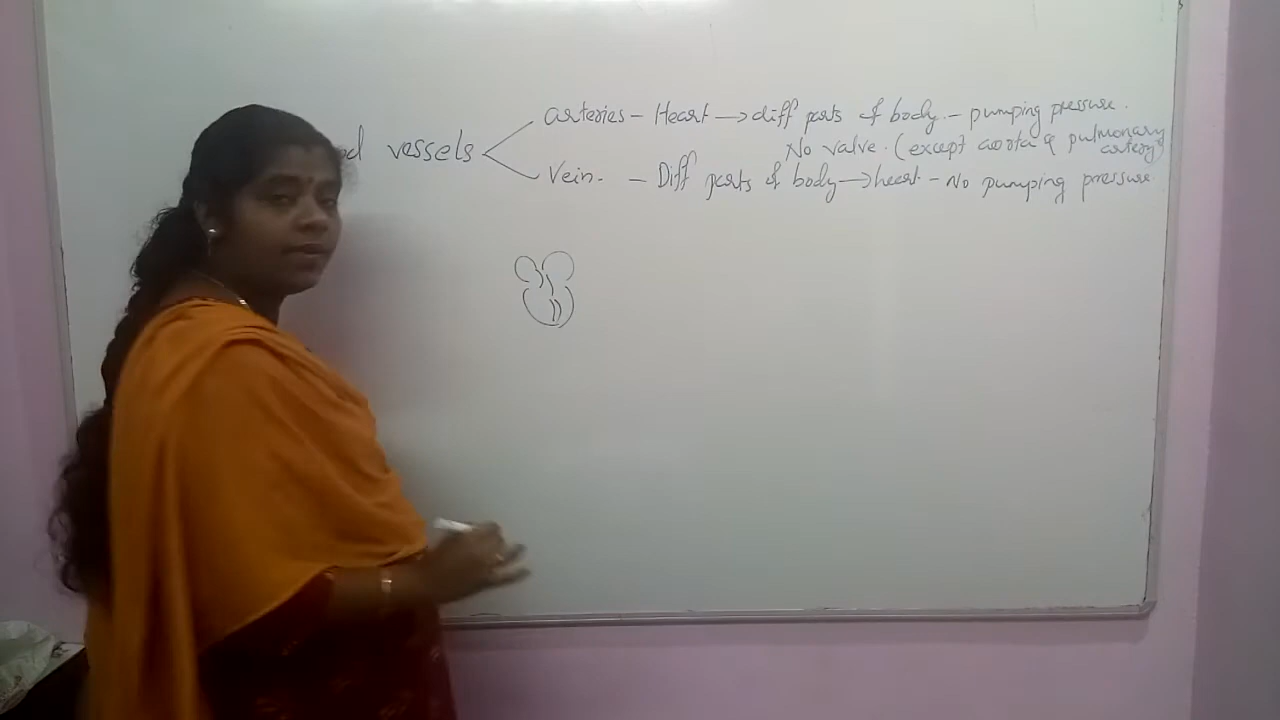 vessels
arteries - Heart → diff parts of body - pumping pressure.
No valve. (except aorta & pulmonary artery)
Vein. - Diff parts of body → heart - No pumping pressure